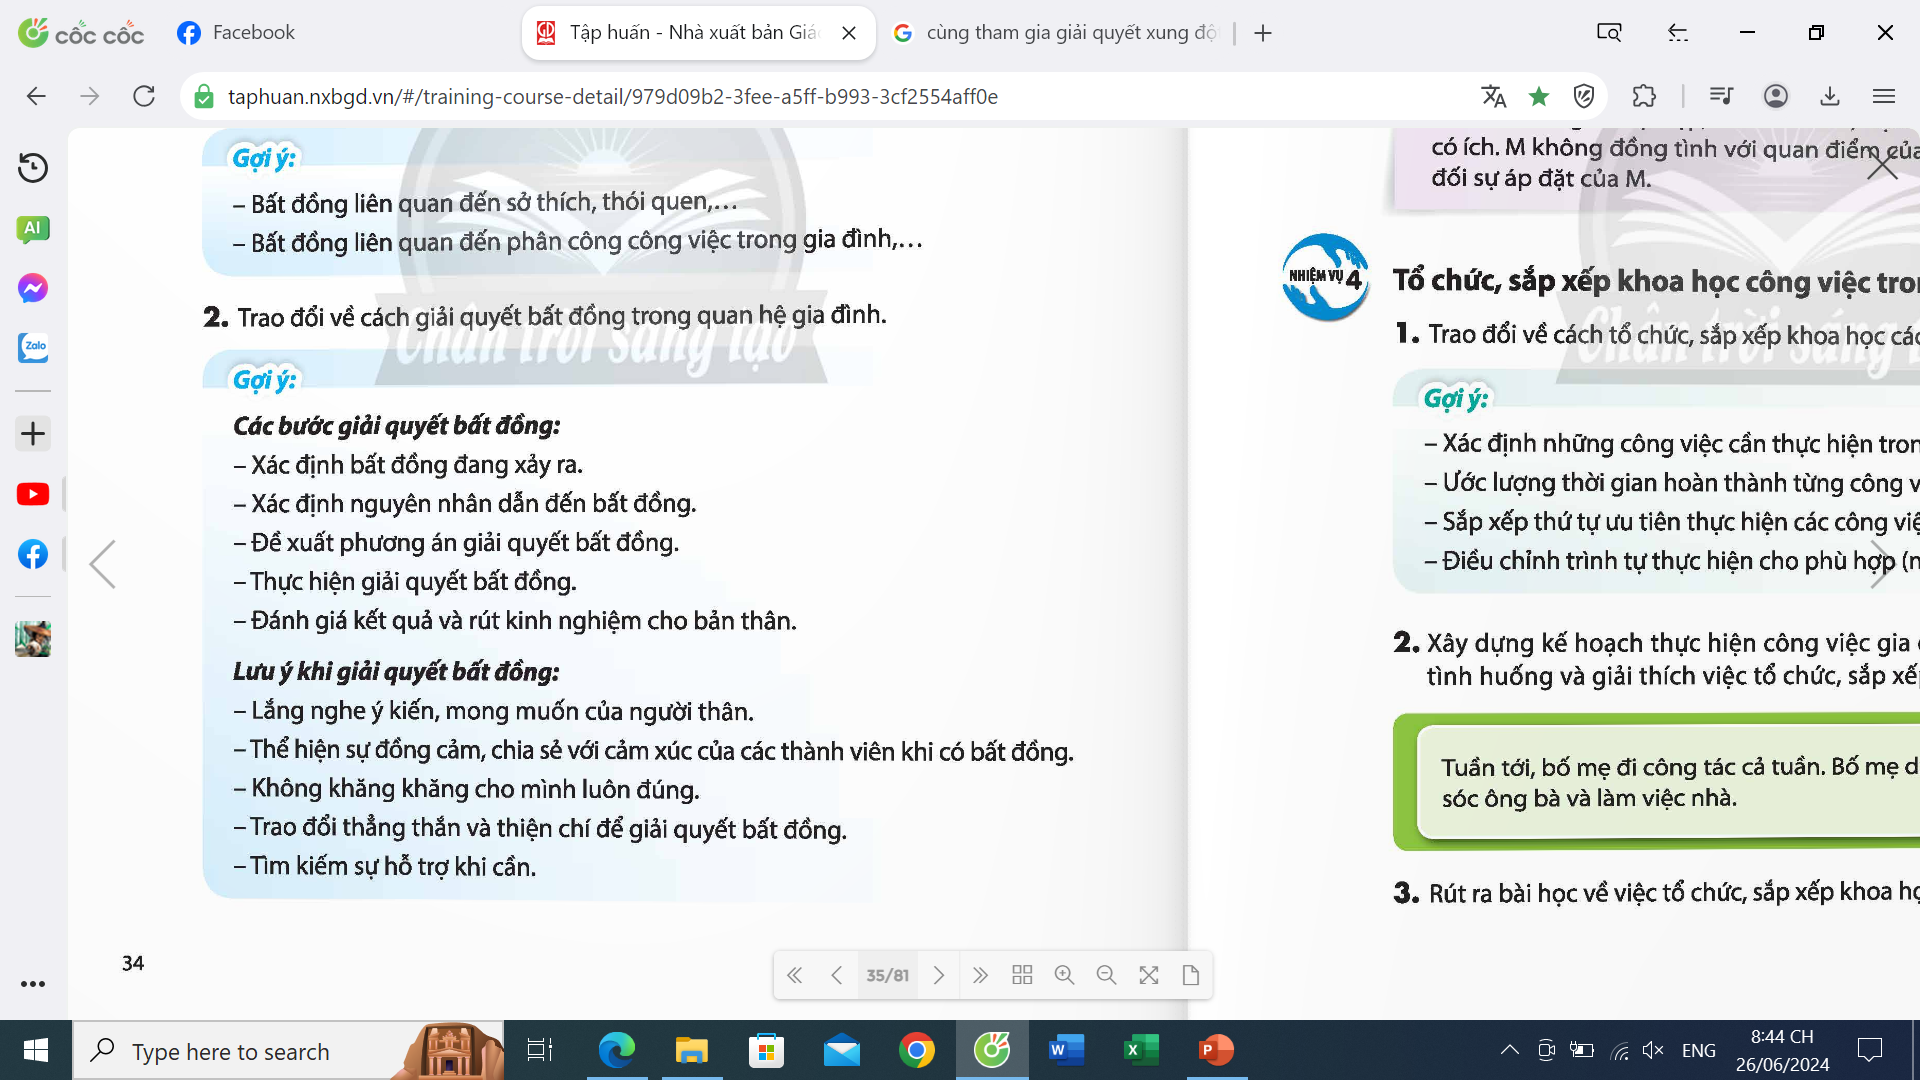 cốc cốc
Facebook
Tập huấn - Nhà xuất bản Giá
cùng tham gia giải quyết xung độ
taphuan.nxbgd.vn/#/training-course-detail/979d09b2-3fee-a5ff-b993-3cf2554aff0e
AI
Zalo
Gợi ý:
– Bất đồng liên quan đến sở thích, thói quen,…
– Bất đồng liên quan đến phân công công việc trong gia đình,…
2. Trao đổi về cách giải quyết bất đồng trong quan hệ gia đình.
Chân trời sáng tạo
Gợi ý:
Các bước giải quyết bất đồng:
– Xác định bất đồng đang xảy ra.
– Xác định nguyên nhân dẫn đến bất đồng.
– Đề xuất phương án giải quyết bất đồng.
– Thực hiện giải quyết bất đồng.
– Đánh giá kết quả và rút kinh nghiệm cho bản thân.
Lưu ý khi giải quyết bất đồng:
– Lắng nghe ý kiến, mong muốn của người thân.
– Thể hiện sự đồng cảm, chia sẻ với cảm xúc của các thành viên khi có bất đồng.
– Không khăng khăng cho mình luôn đúng.
– Trao đổi thẳng thắn và thiện chí để giải quyết bất đồng.
– Tìm kiếm sự hỗ trợ khi cần.
34
có ích. M không đồng tình với quan điểm của
đối sự áp đặt của M.
NHIỆM VỤ 4
Tổ chức, sắp xếp khoa học công việc tro
1. Trao đổi về cách tổ chức, sắp xếp khoa học các
Chân trời sáng t
Gợi ý:
– Xác định những công việc cần thực hiện tron
– Ước lượng thời gian hoàn thành từng công v
– Sắp xếp thứ tự ưu tiên thực hiện các công việ
– Điều chỉnh trình tự thực hiện cho phù hợp (n
2. Xây dựng kế hoạch thực hiện công việc gia
tình huống và giải thích việc tổ chức, sắp xếp
Tuần tới, bố mẹ đi công tác cả tuần. Bố mẹ d
sóc ông bà và làm việc nhà.
3. Rút ra bài học về việc tổ chức, sắp xếp khoa họ
35/81
Type here to search
ENG
8:44 CH
26/06/2024